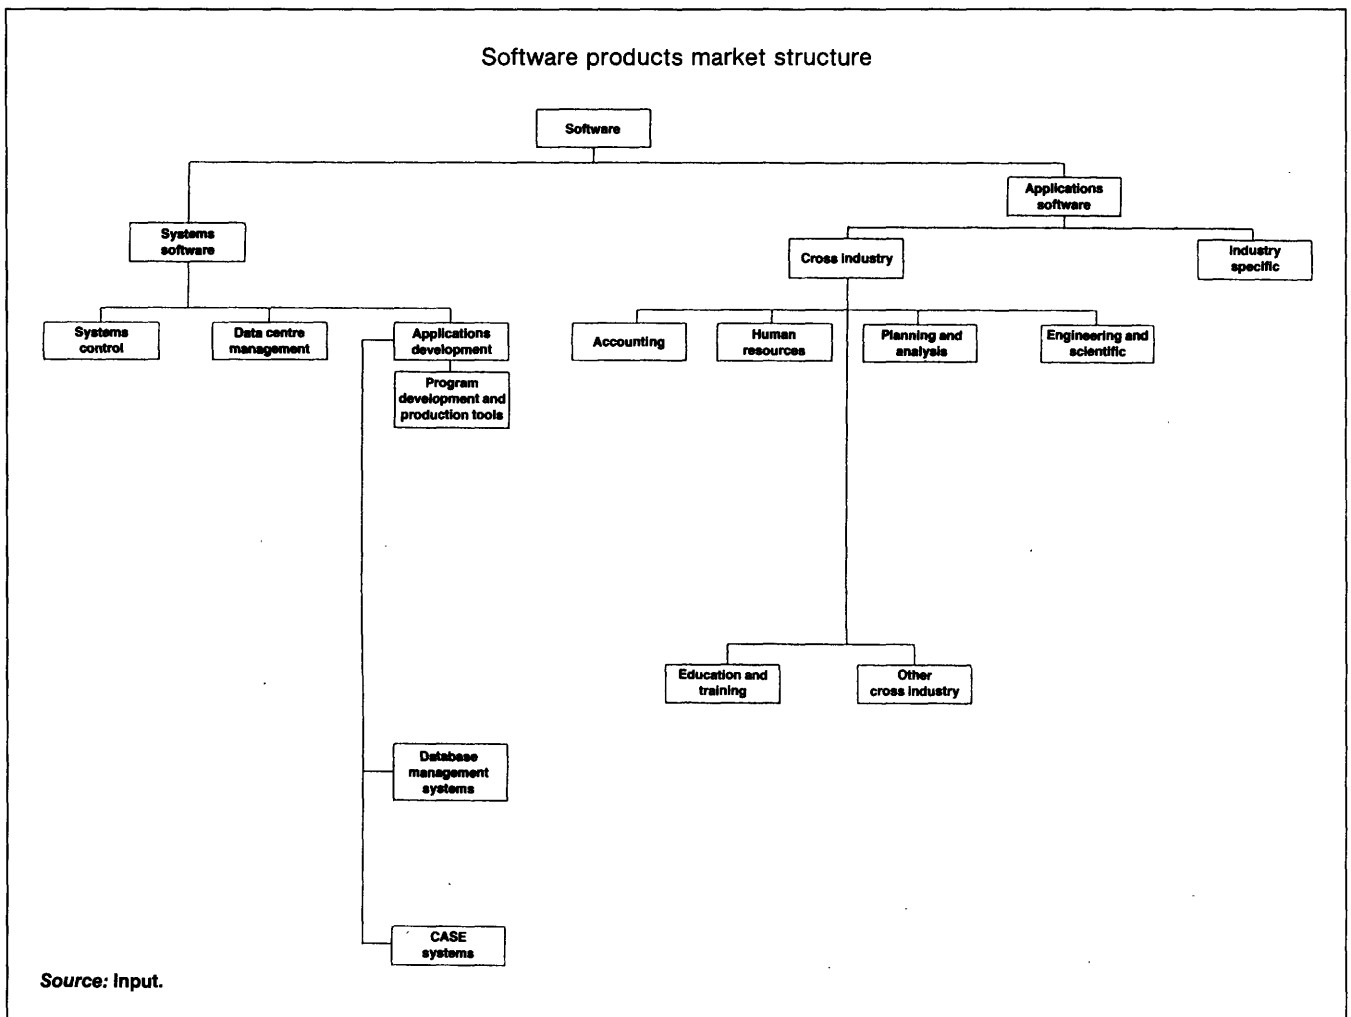 Software products market structure
Software
Applications
software
Systems
software
Cross industry
Industry
specific
Systems
control
Data centre
management
Applications
development
Accounting
Human
resources
Planning and
analysis
Engineering and
scientific
Program
development and
production tools
Education and
training
Other
cross industry
Database
management
systems
CASE
systems
Source: Input.